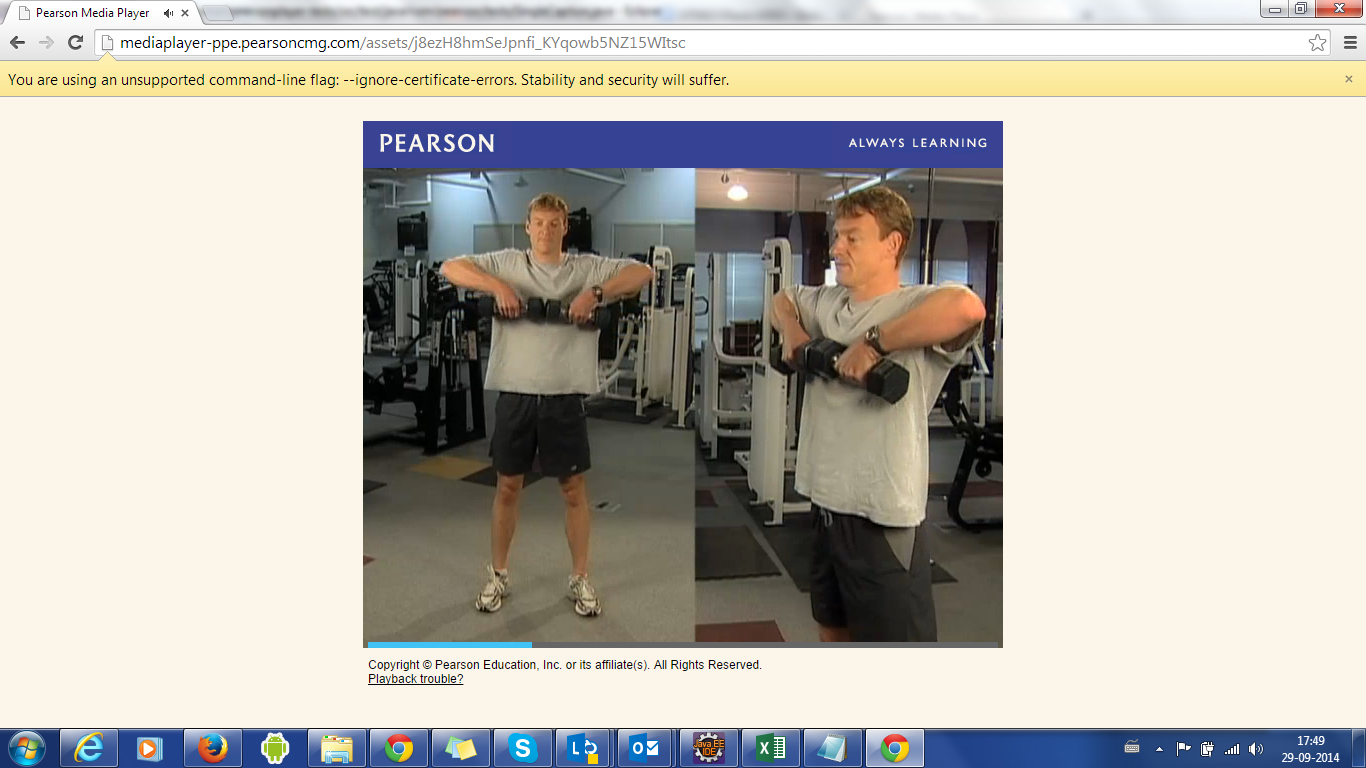 Pearson Media Player
mediaplayer-ppe.pearsoncmg.com/assets/j8ezH8hmSeJpnfi_KYqowb5NZ15WItsc
You are using an unsupported command-line flag: --ignore-certificate-errors. Stability and security will suffer.
PEARSON
ALWAYS LEARNING
Copyright © Pearson Education, Inc. or its affiliate(s). All Rights Reserved.
Playback trouble?
Java EE
IDE
17:49
29-09-2014